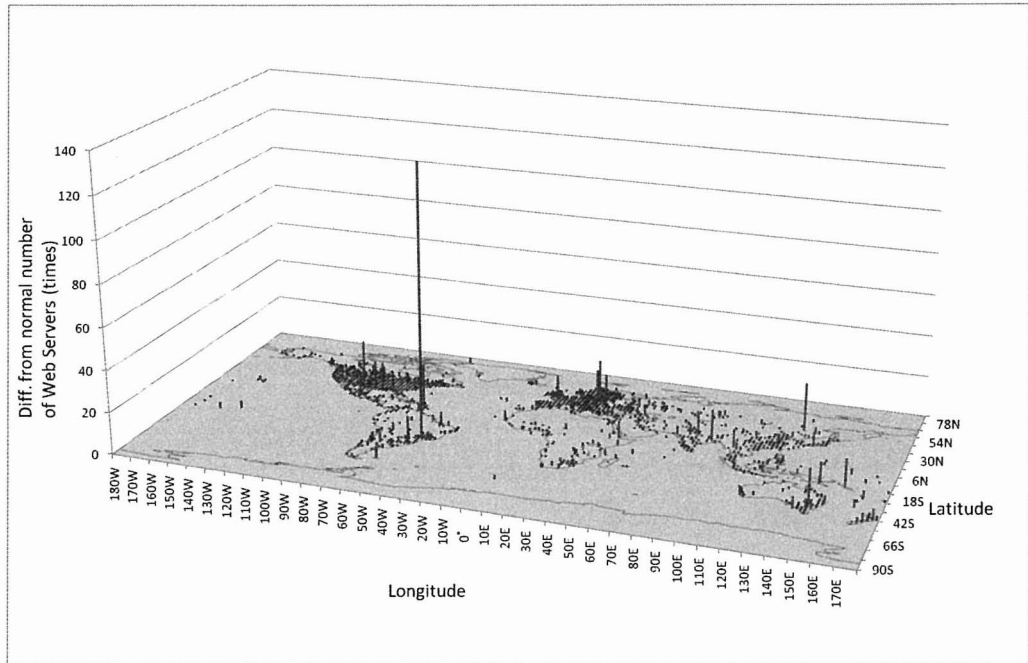 140
120
100
80
60
40
20
0
Diff. from normal number
of Web Servers (times)
180W
170W
160W
150W
140W
130W
120W
110W
100W
90W
80W
70W
60W
50W
40W
30W
20W
10W
0°
10E
20E
30E
40E
50E
60E
70E
80E
90E
100E
110E
120E
130E
140E
150E
160E
170E
Longitude
78N
54N
30N
6N
18S
42S
66S
90S
Latitude